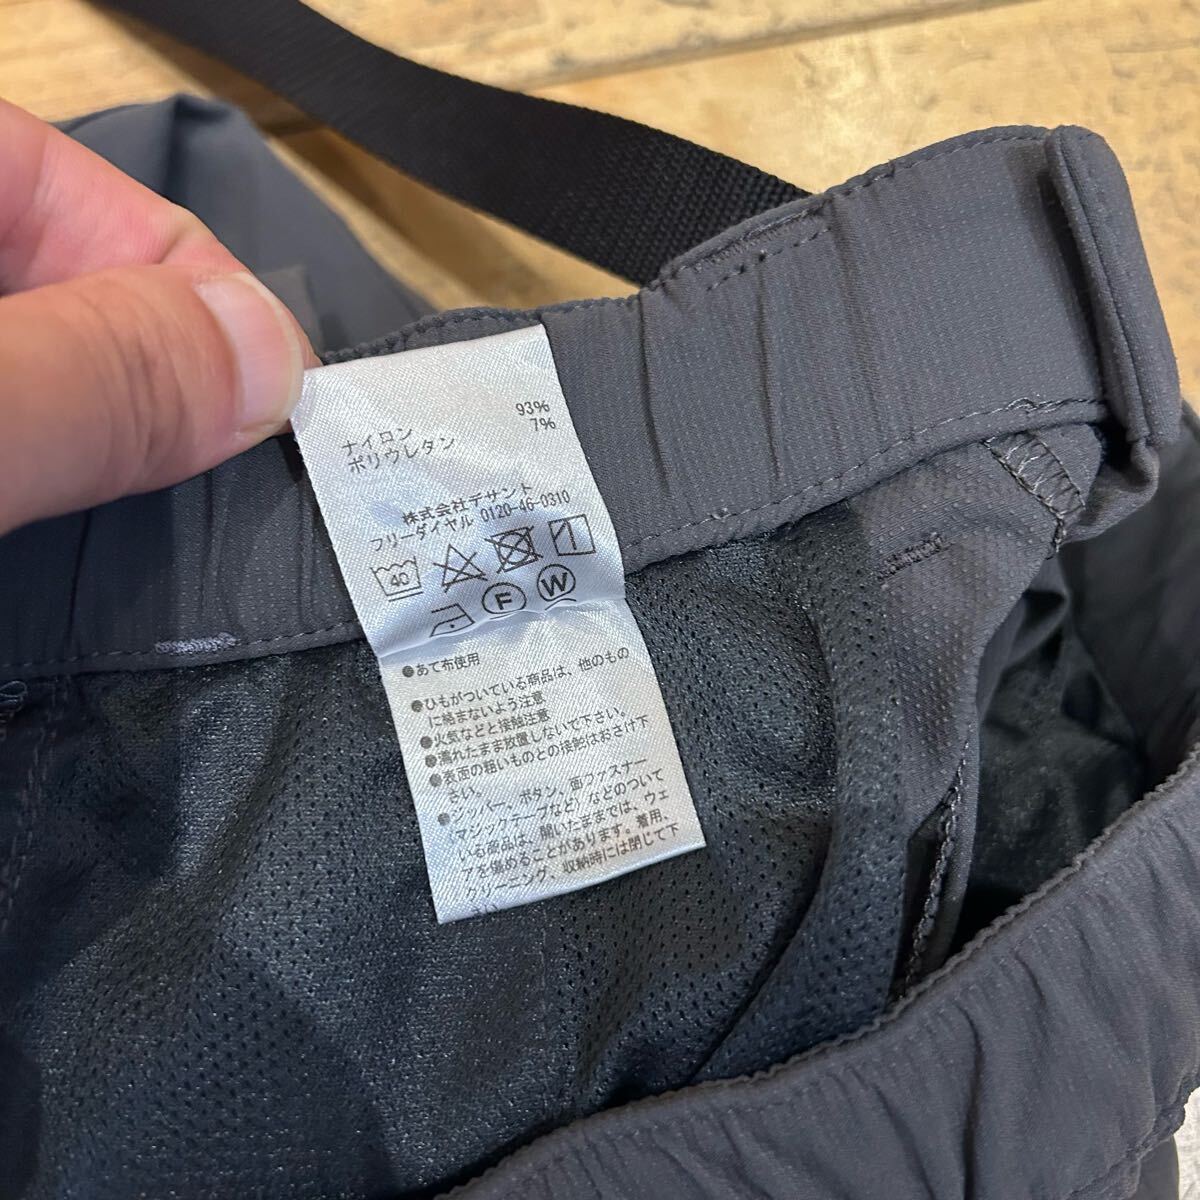 ナイロン 93%
ポリウレタン 7%
株式会社デサント
フリーダイヤル 0120-46-0310
40
F W
●あて布使用
●ひもがついている商品は、他のもの
に絡まないよう注意
●火気などと接触注意
●濡れたまま放置しないで下さい。
●表面の粗いものとの接触はおさけ下
さい。
●ジッパー、ボタン、面ファスナー
(マジックテープなど)などのついて
いる商品は、開いたままでは、ウェ
アを傷めることがあります。着用、
クリーニング、収納時には閉じて下